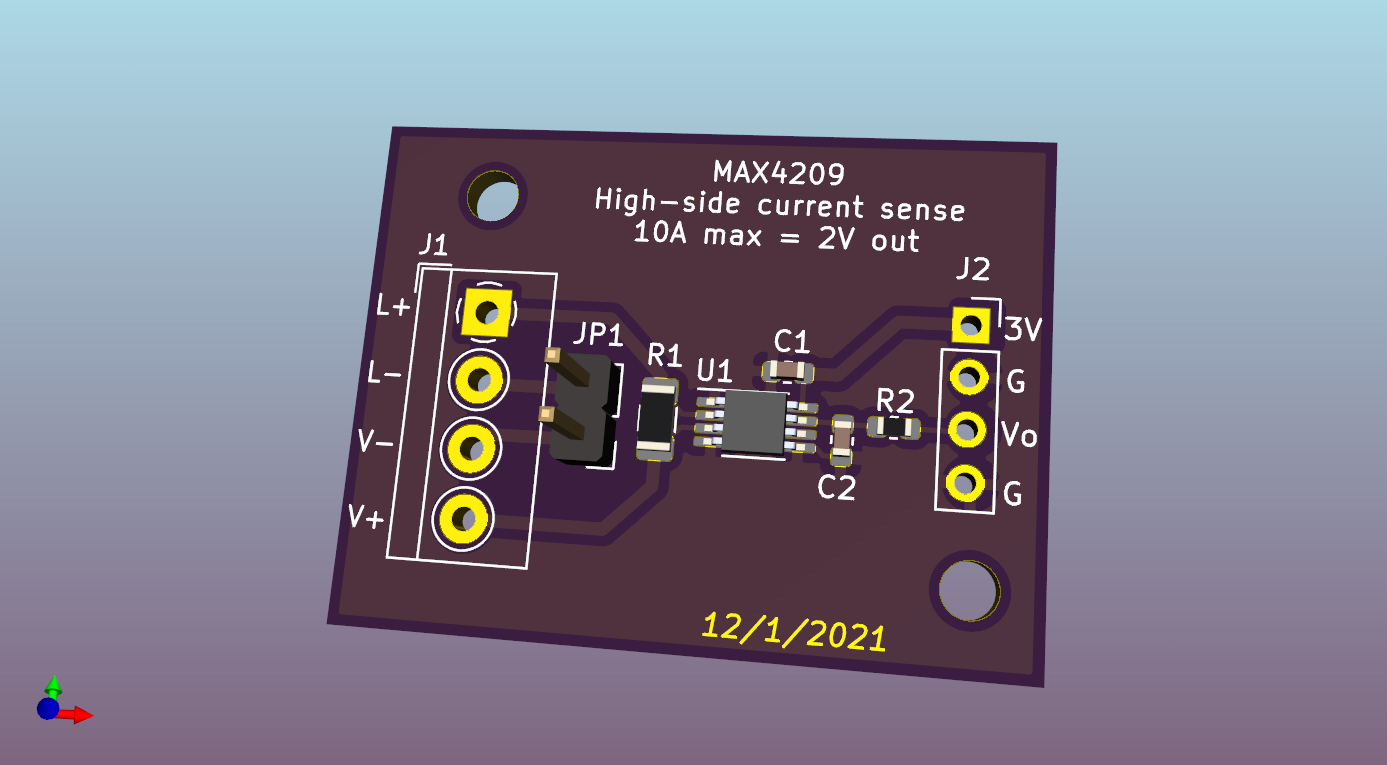 MAX4209
High-side current sense
10A max = 2V out
J1
J2
L+
3V
JP1
C1
R1
U1
L-
G
R2
V-
Vo
C2
G
V+
12/1/2021